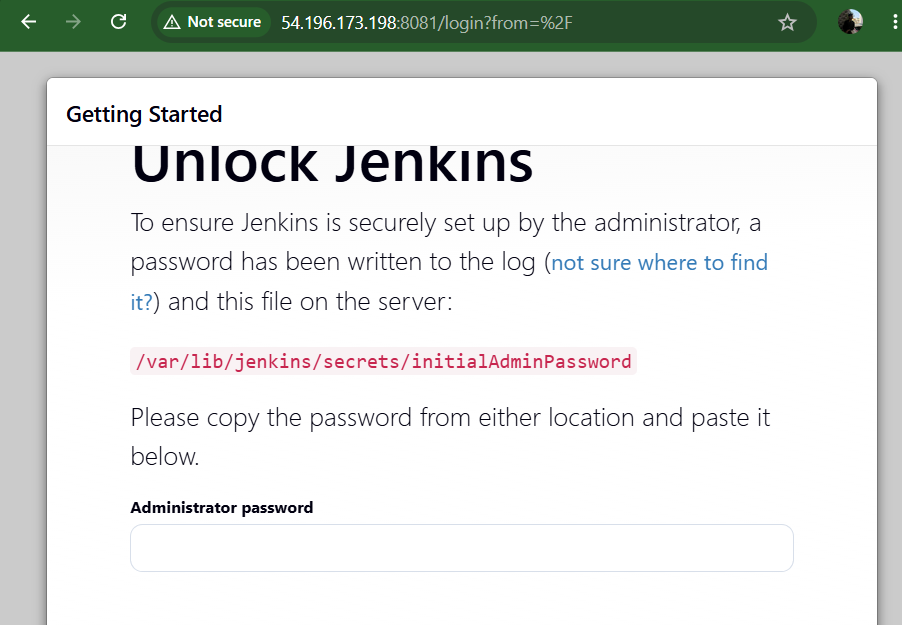 Not secure 54.196.173.198:8081/login?from=%2F
Getting Started
Unlock Jenkins
To ensure Jenkins is securely set up by the administrator, a
password has been written to the log (not sure where to find
it?) and this file on the server:
/var/lib/jenkins/secrets/initialAdminPassword
Please copy the password from either location and paste it
below.
Administrator password